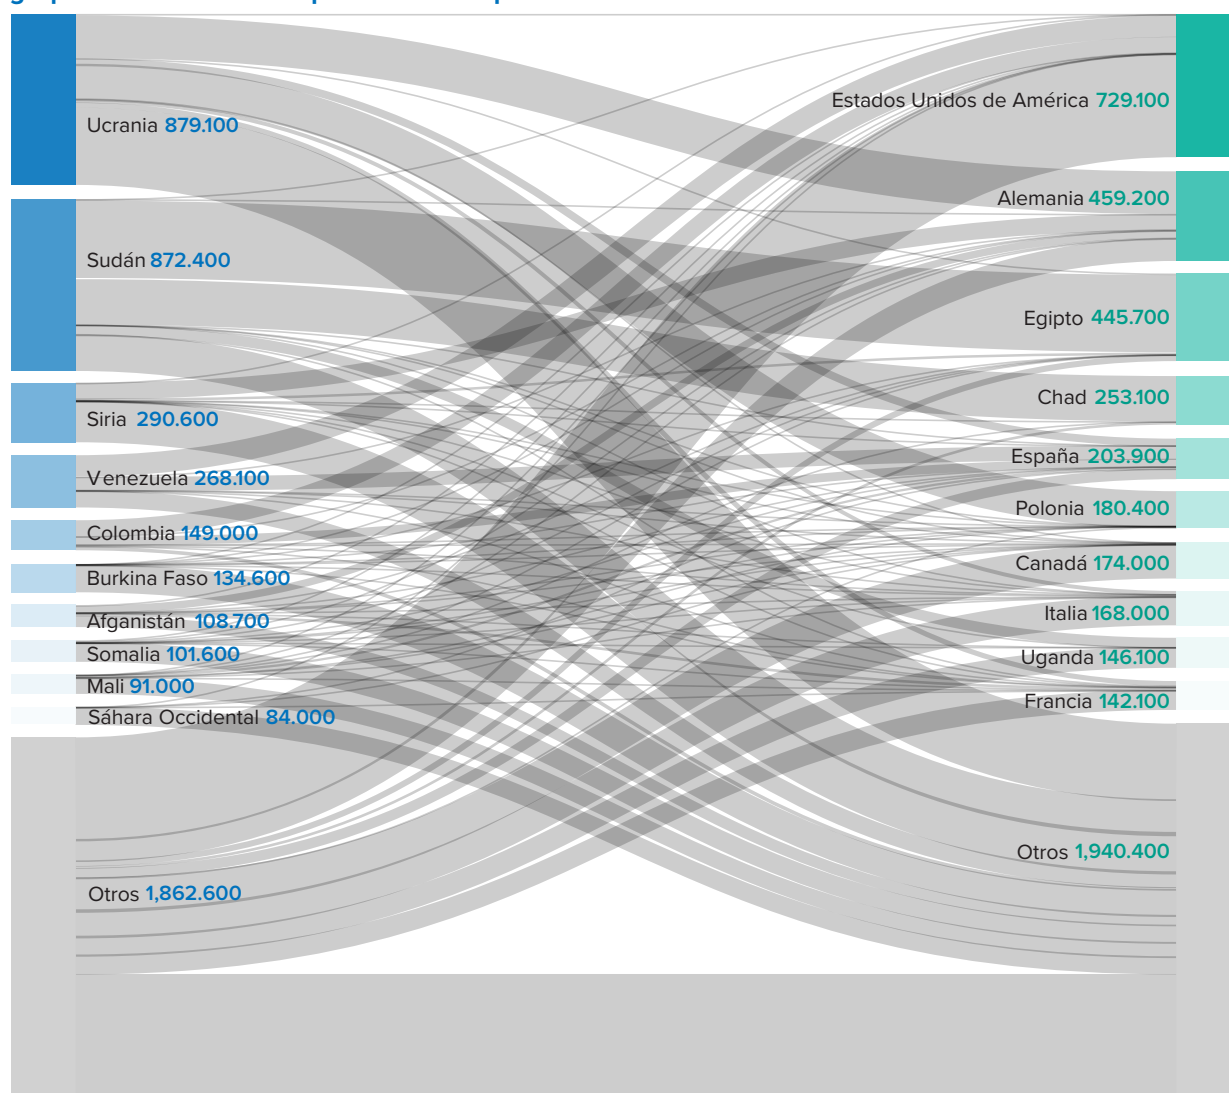 Ucrania 879.100
Sudán 872.400
Siria 290.600
Venezuela 268.100
Colombia 149.000
Burkina Faso 134.600
Afganistán 108.700
Somalia 101.600
Mali 91.000
Sáhara Occidental 84.000
Otros 1,862.600
Estados Unidos de América 729.100
Alemania 459.200
Egipto 445.700
Chad 253.100
España 203.900
Polonia 180.400
Canadá 174.000
Italia 168.000
Uganda 146.100
Francia 142.100
Otros 1,940.400